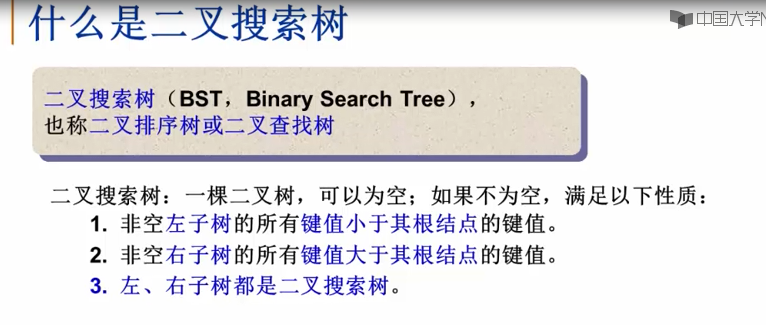 什么是二叉搜索树
中国大学M
二叉搜索树（BST，Binary Search Tree），
也称二叉排序树或二叉查找树
二叉搜索树：一棵二叉树，可以为空；如果不为空，满足以下性质：
1. 非空左子树的所有键值小于其根结点的键值。
2. 非空右子树的所有键值大于其根结点的键值。
3. 左、右子树都是二叉搜索树。